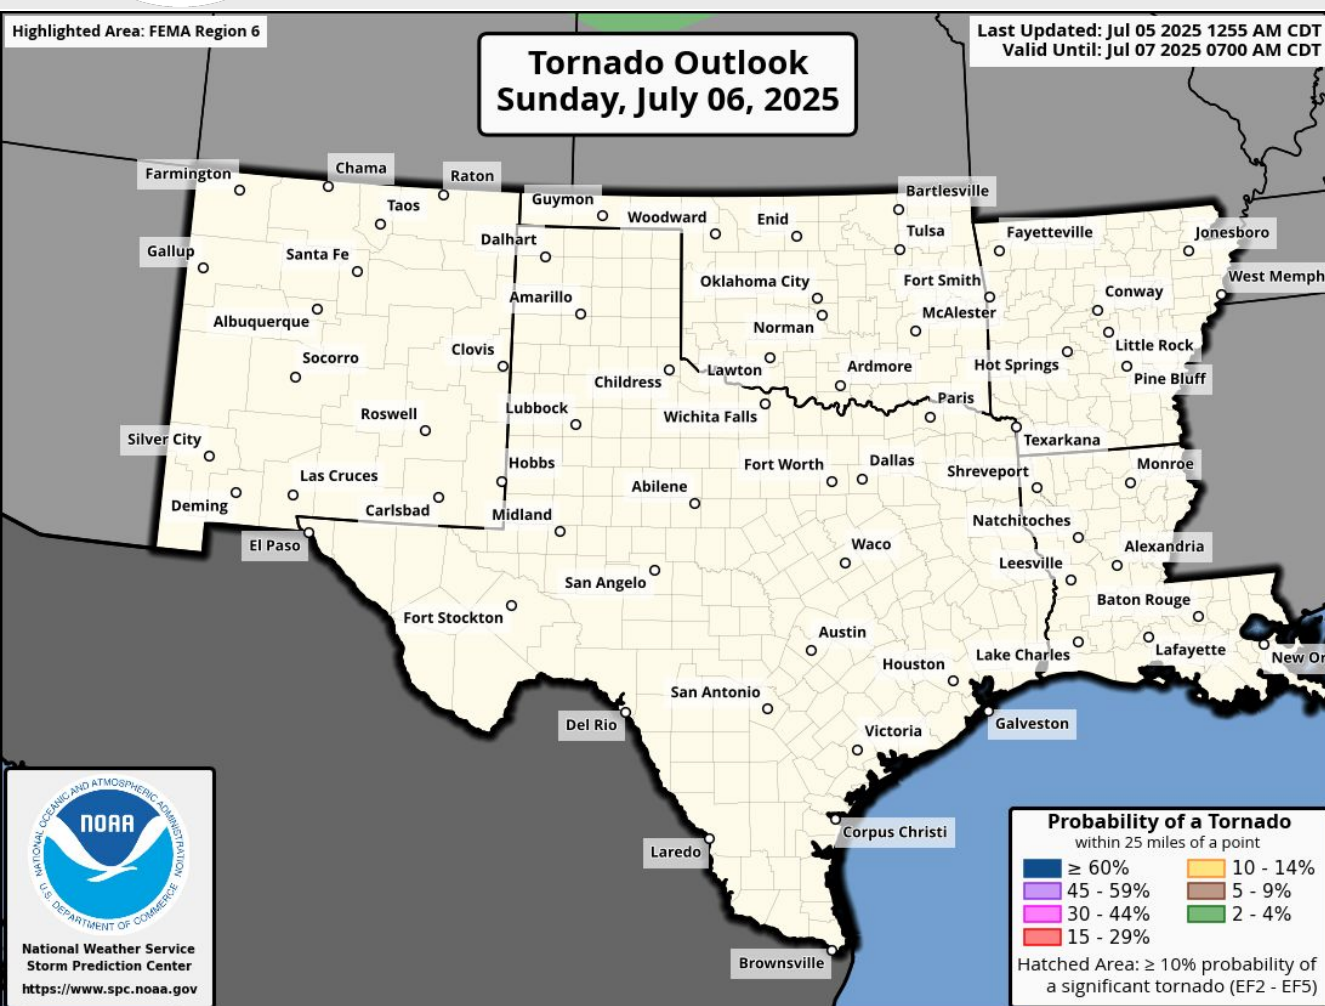 Highlighted Area: FEMA Region 6
Last Updated: Jul 05 2025 1255 AM CDT
Valid Until: Jul 07 2025 0700 AM CDT
Tornado Outlook
Sunday, July 06, 2025
Farmington
Chama
Raton
Taos
Guymon
Woodward
Enid
Bartlesville
Tulsa
Fayetteville
Jonesboro
Gallup
Santa Fe
Dalhart
Amarillo
Oklahoma City
Fort Smith
West Memph
Conway
Albuquerque
Norman
McAlester
Little Rock
Socorro
Clovis
Childress
Lawton
Ardmore
Hot Springs
Pine Bluff
Roswell
Lubbock
Wichita Falls
Paris
Texarkana
Silver City
Las Cruces
Hobbs
Abilene
Fort Worth
Dallas
Shreveport
Monroe
Deming
Carlsbad
Midland
Natchitoches
El Paso
San Angelo
Waco
Leesville
Alexandria
Fort Stockton
Baton Rouge
Austin
Houston
Lake Charles
Lafayette
New Or
San Antonio
Del Rio
Victoria
Galveston
Corpus Christi
Laredo
Brownsville
NATIONAL OCEANIC AND ATMOSPHERIC ADMINISTRATION
NOAA
U.S. DEPARTMENT OF COMMERCE
National Weather Service
Storm Prediction Center
https://www.spc.noaa.gov
Probability of a Tornado
within 25 miles of a point
≥ 60%
10 - 14%
45 - 59%
5 - 9%
30 - 44%
2 - 4%
15 - 29%
Hatched Area: ≥ 10% probability of
a significant tornado (EF2 - EF5)